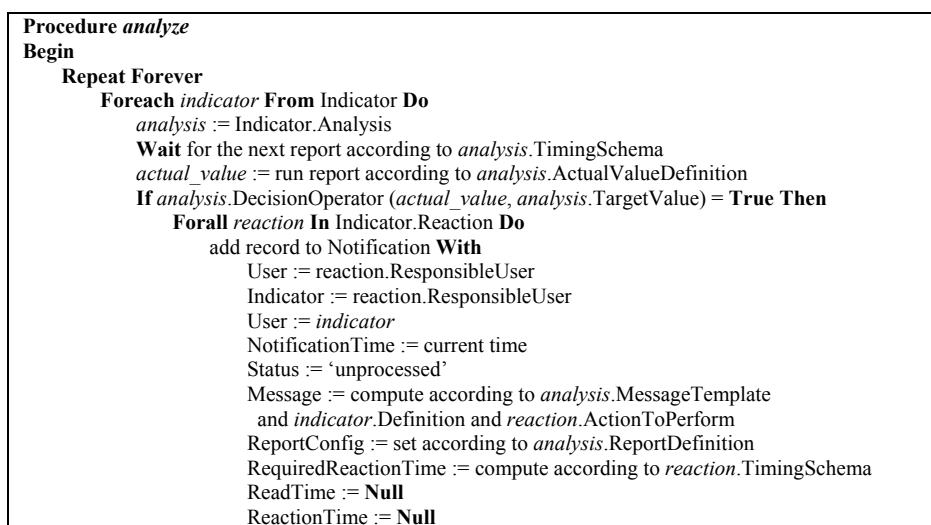 Procedure analyze
Begin
Repeat Forever
Foreach indicator From Indicator Do
analysis := Indicator.Analysis
Wait for the next report according to analysis.TimingSchema
actual_value := run report according to analysis.ActualValueDefinition
If analysis.DecisionOperator (actual_value, analysis.TargetValue) = True Then
Forall reaction In Indicator.Reaction Do
add record to Notification With
User := reaction.ResponsibleUser
Indicator := reaction.ResponsibleUser
User := indicator
NotificationTime := current time
Status := ‘unprocessed’
Message := compute according to analysis.MessageTemplate
and indicator.Definition and reaction.ActionToPerform
ReportConfig := set according to analysis.ReportDefinition
RequiredReactionTime := compute according to reaction.TimingSchema
ReadTime := Null
ReactionTime := Null